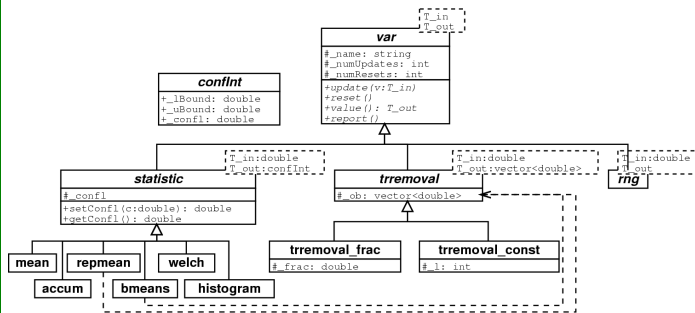 T_in
T_out
var
#_name: string
#_numUpdates: int
#_numResets: int
+update(v:T_in)
+reset()
+value(): T_out
+report()
confInt
+_lBound: double
+_uBound: double
+_confl: double
T_in:double
T_out:confInt
statistic
#_confl
+setConfl(c:double): double
+getConfl(): double
T_in:double
T_out:vector<double>
trremoval
#_ob: vector<double>
T_in:double
T_out
rng
mean
repmean
welch
accum
bmeans
histogram
trremoval_frac
#_frac: double
trremoval_const
#_l: int